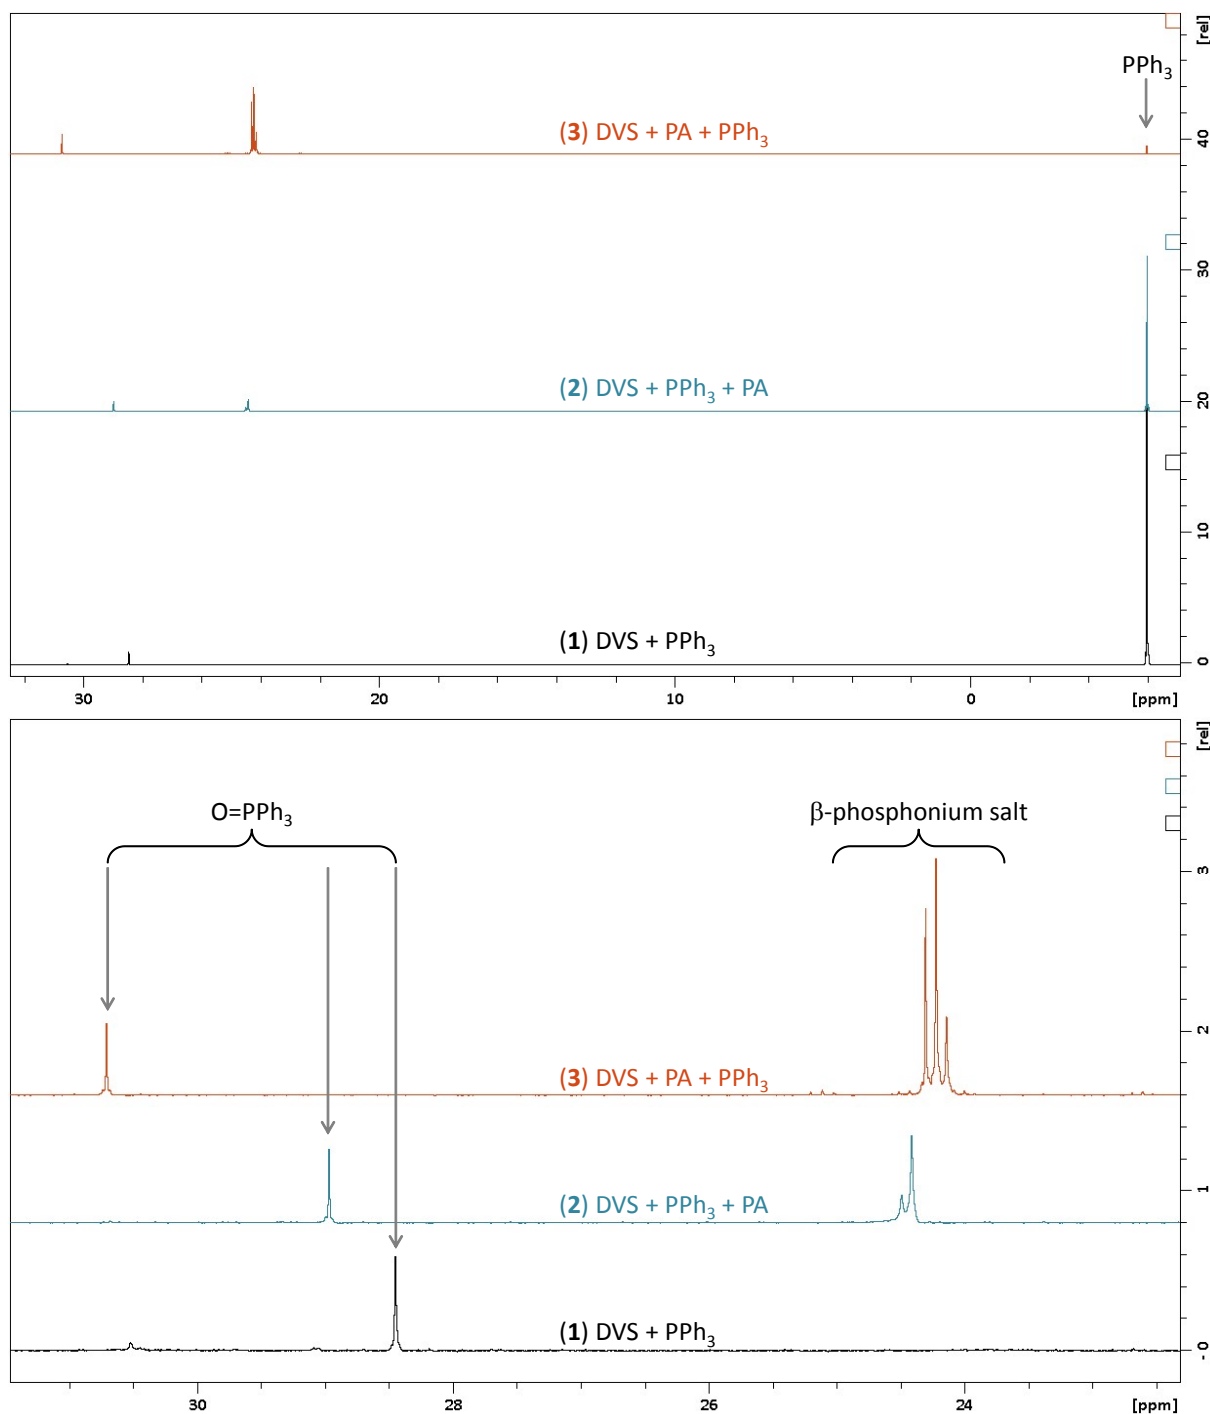 [rel]
PPh₃
40
(3) DVS + PA + PPh₃
30
(2) DVS + PPh₃ + PA
20
10
(1) DVS + PPh₃
0
30 20 10 0 [ppm]
[rel]
O=PPh₃ β-phosphonium salt
3
2
(3) DVS + PA + PPh₃
1
(2) DVS + PPh₃ + PA
(1) DVS + PPh₃
- 0
30 28 26 24 [ppm]